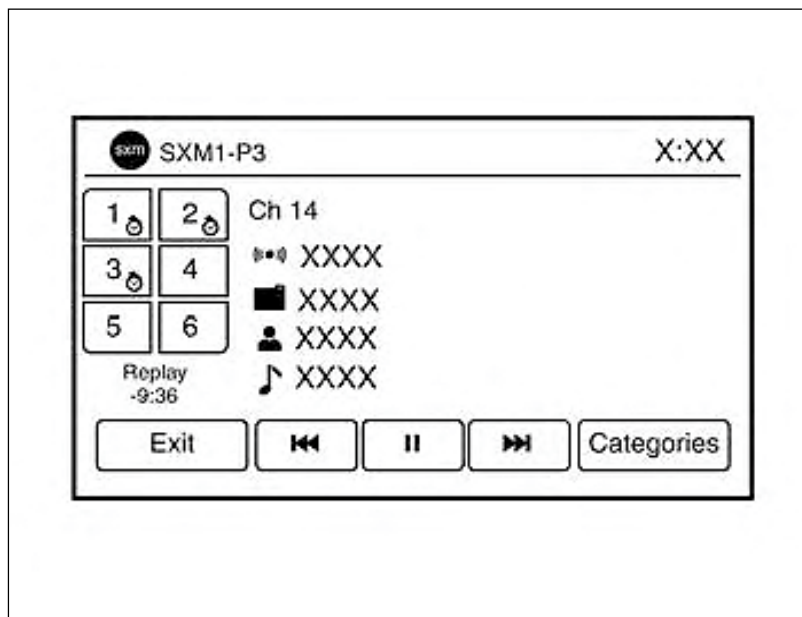 sxm SXM1-P3 X:XX
1 2 Ch 14
XXXX
3 4
XXXX
5 6 XXXX
Replay XXXX
-9:36
Exit Categories